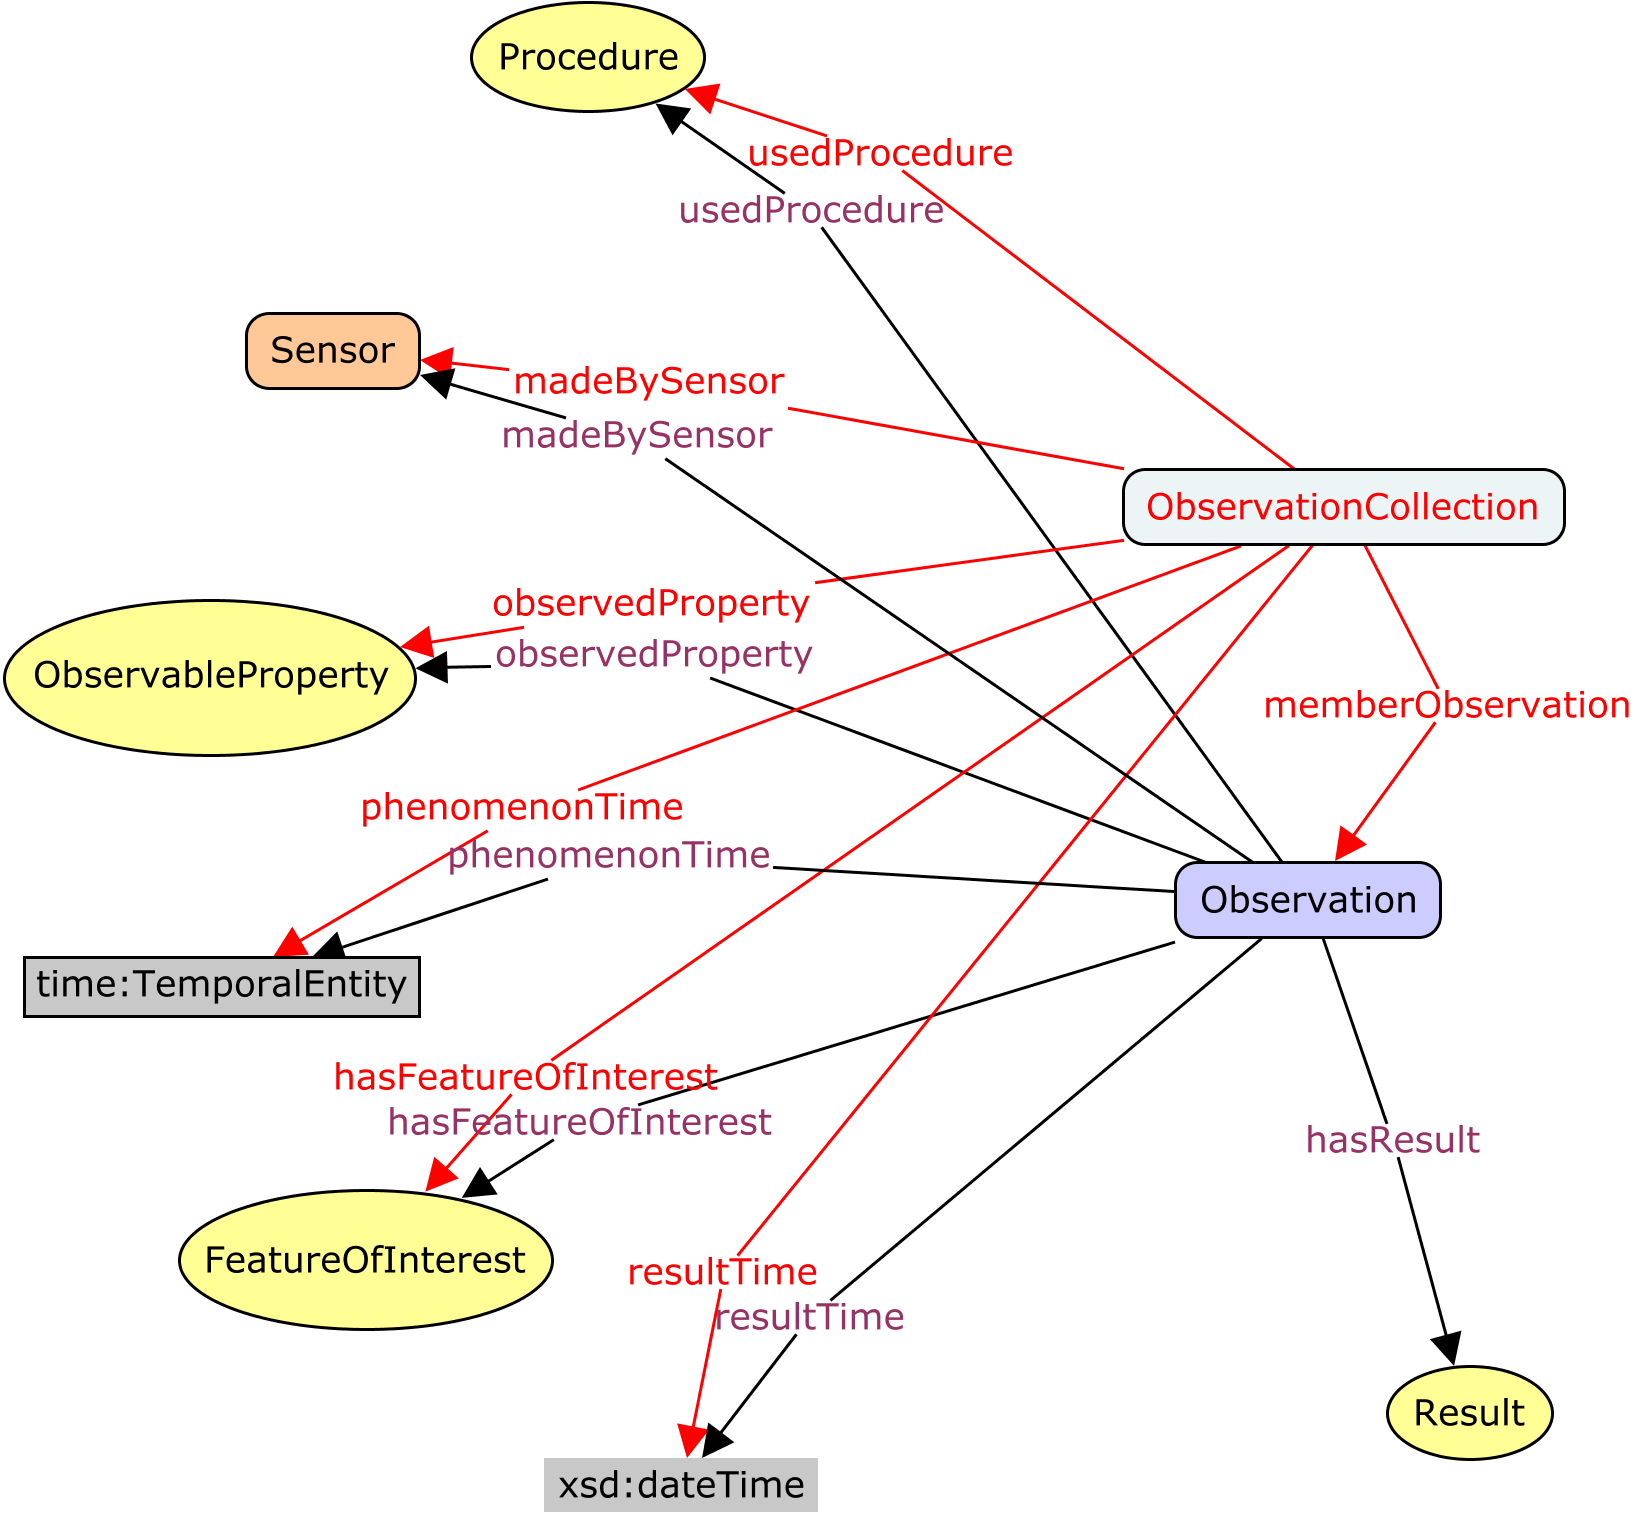 Procedure
usedProcedure
usedProcedure
Sensor
madeBySensor
madeBySensor
ObservationCollection
observedProperty
observedProperty
ObservableProperty
memberObservation
phenomenonTime
phenomenonTime
Observation
time:TemporalEntity
hasFeatureOfInterest
hasFeatureOfInterest
hasResult
FeatureOfInterest
resultTime
resultTime
Result
xsd:dateTime